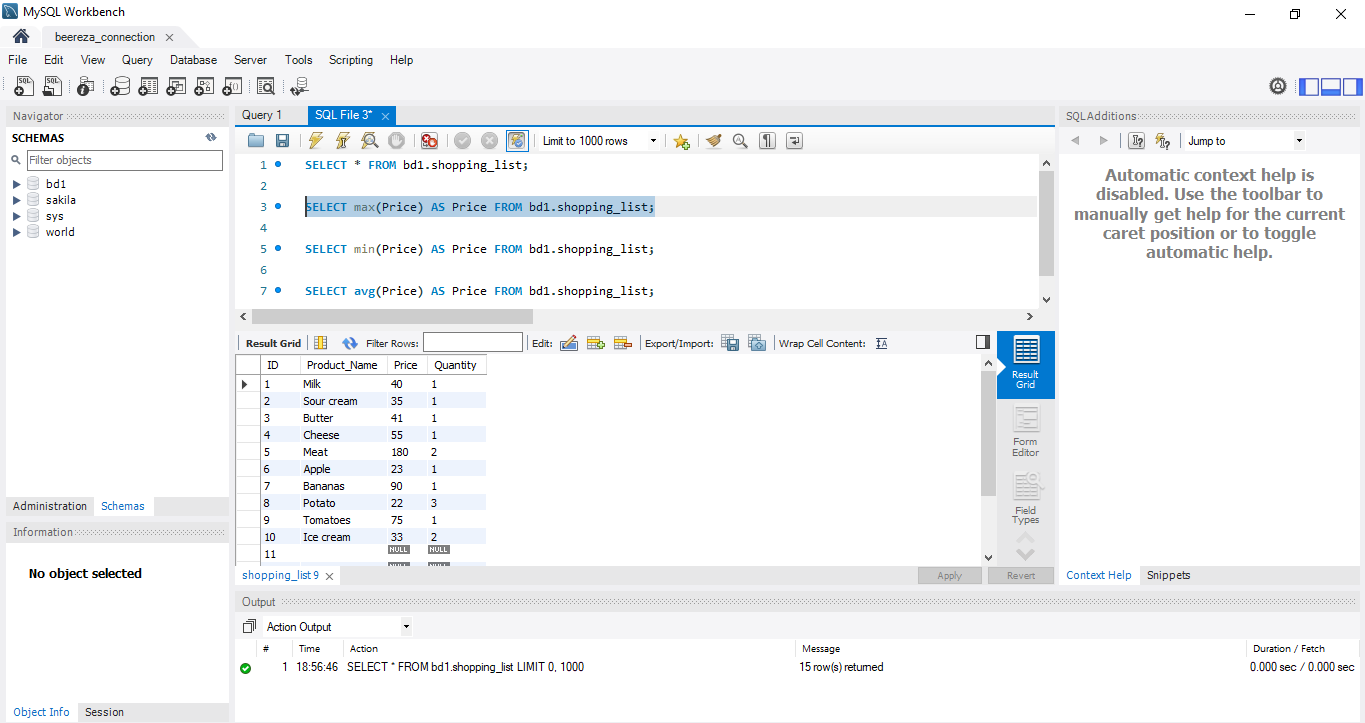 MySQL Workbench
beereza_connection
File Edit View Query Database Server Tools Scripting Help
Navigator
SCHEMAS
Filter objects
bd1
sakila
sys
world
Administration Schemas
Information
No object selected
Object Info Session
Query 1 SQL File 3*
Limit to 1000 rows
1 SELECT * FROM bd1.shopping_list;
2
3 SELECT max(Price) AS Price FROM bd1.shopping_list;
4
5 SELECT min(Price) AS Price FROM bd1.shopping_list;
6
7 SELECT avg(Price) AS Price FROM bd1.shopping_list;
Result Grid Filter Rows: Edit: Export/Import: Wrap Cell Content:
ID Product_Name Price Quantity
1 Milk 40 1
2 Sour cream 35 1
3 Butter 41 1
4 Cheese 55 1
5 Meat 180 2
6 Apple 23 1
7 Bananas 90 1
8 Potato 22 3
9 Tomatoes 75 1
10 Ice cream 33 2
11 NULL NULL
NULL NULL
Result
Grid
Form
Editor
Field
Types
shopping_list 9
Apply Revert
SQLAdditions
Jump to
Automatic context help is
disabled. Use the toolbar to
manually get help for the current
caret position or to toggle
automatic help.
Context Help Snippets
Output
Action Output
# Time Action Message Duration / Fetch
1 18:56:46 SELECT * FROM bd1.shopping_list LIMIT 0, 1000 15 row(s) returned 0.000 sec / 0.000 sec